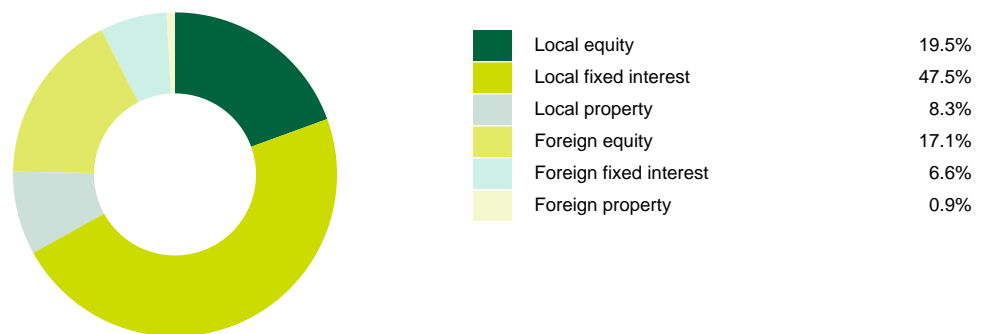 Local equity 19.5%
Local fixed interest 47.5%
Local property 8.3%
Foreign equity 17.1%
Foreign fixed interest 6.6%
Foreign property 0.9%